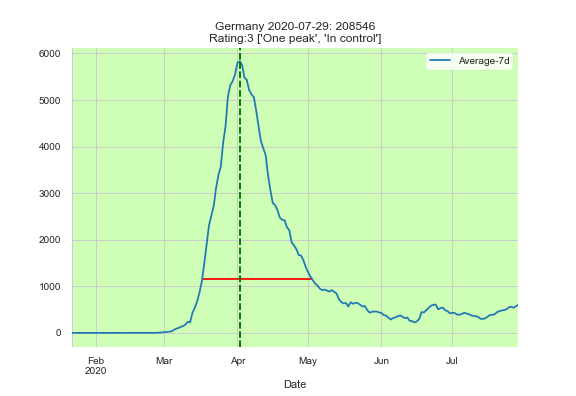 Germany 2020-07-29: 208546
Rating:3 ['One peak', 'In control']
Average-7d
6000
5000
4000
3000
2000
1000
0
Feb
2020
Mar
Apr
May
Jun
Jul
Date